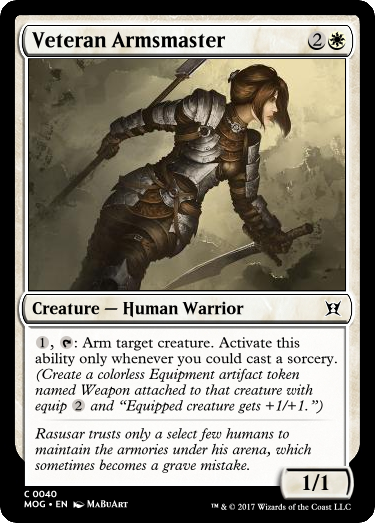 Veteran Armsmaster 2
Creature — Human Warrior
1, : Arm target creature. Activate this
ability only whenever you could cast a sorcery.
(Create a colorless Equipment artifact token
named Weapon attached to that creature with
equip 2 and “Equipped creature gets +1/+1.”)
Rasusar trusts only a select few humans to
maintain the armories under his arena, which
sometimes becomes a grave mistake.
1/1
C 0040
MOG • EN MaBuArt
™ & © 2017 Wizards of the Coast LLC